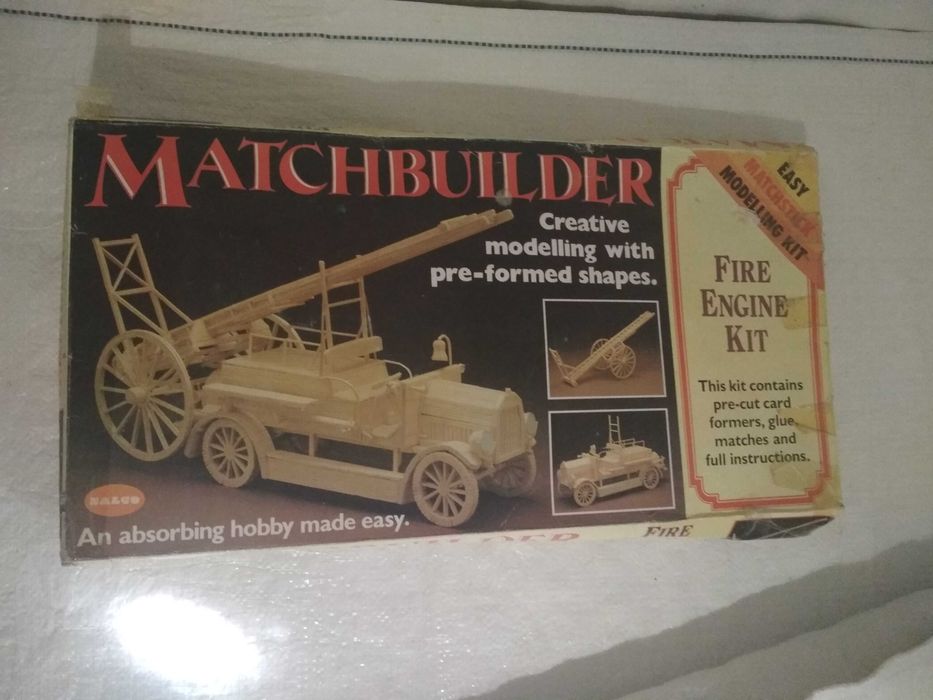 MATCHBUILDER
Creative
modelling with
pre-formed shapes.
EASY
MATCHSTICK
MODELLING KIT
FIRE
ENGINE
KIT
This kit contains
pre-cut card
formers, glue,
matches and
full instructions.
An absorbing hobby made easy.
FIRE